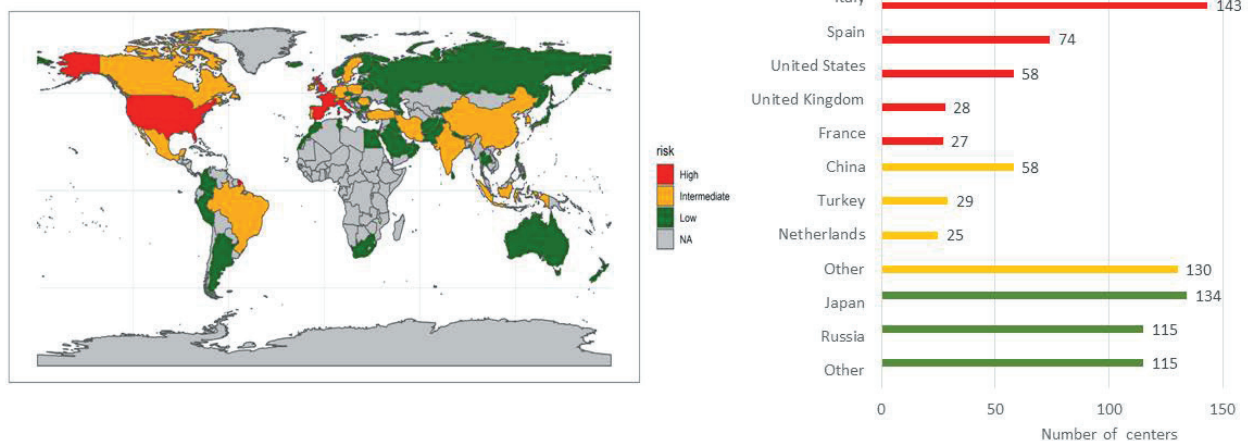 risk
High
Intermediate
Low
NA
Italy 143
Spain 74
United States 58
United Kingdom 28
France 27
China 58
Turkey 29
Netherlands 25
Other 130
Japan 134
Russia 115
Other 115
0 50 100 150
Number of centers